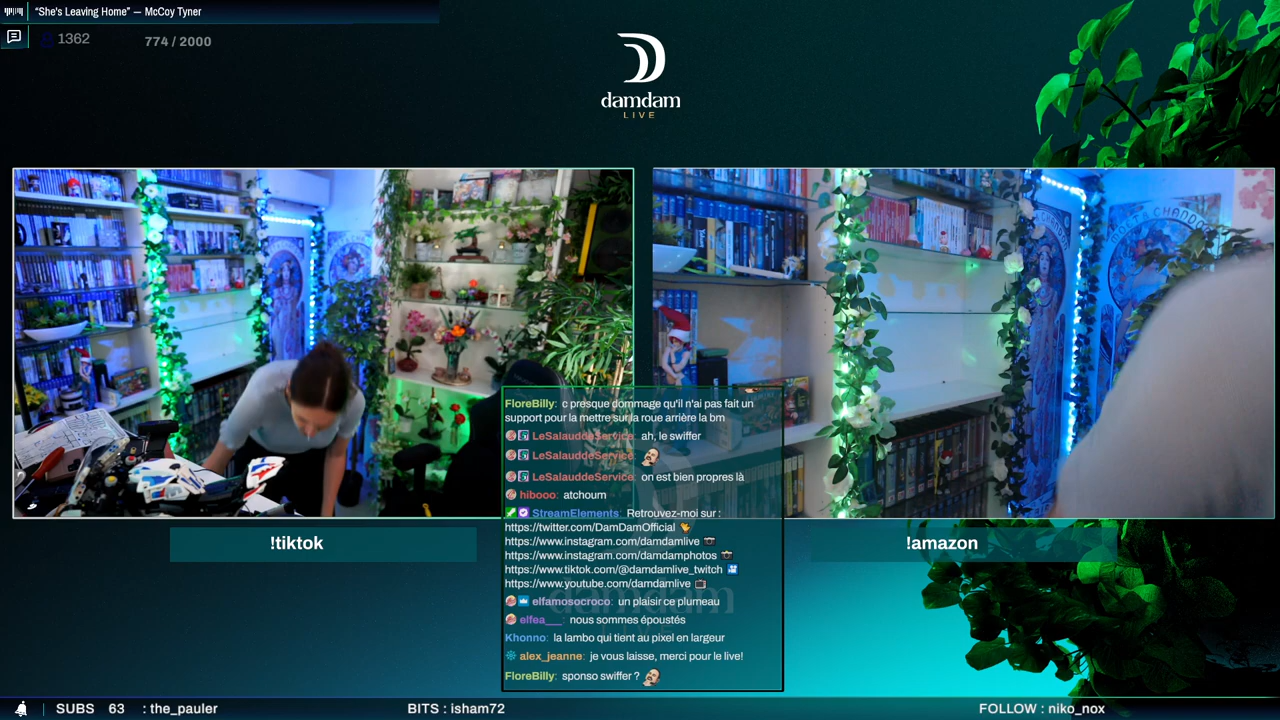 "She's Leaving Home" — McCoy Tyner
1362
774 / 2000
damdam
LIVE
MOET & CHANDON
FloreBilly: c presque dommage qu'il n'ai pas fait un
support pour la mettre sur la roue arrière la bm
LeSalauddeService: ah, le swiffer
LeSalauddeService:
LeSalauddeService: on est bien propres là
hibooo: atchoum
StreamElements: Retrouvez-moi sur :
https://twitter.com/DamDamOfficial
https://www.instagram.com/damdamlive
https://www.instagram.com/damdamphotos
https://www.tiktok.com/@damdamlive_twitch
https://www.youtube.com/damdamlive
elfamosocroco: un plaisir ce plumeau
elfea___: nous sommes époustés
Khonno: la lambo qui tient au pixel en largeur
alex_jeanne: je vous laisse, merci pour le live!
FloreBilly: sponso swiffer ?
damdam
!tiktok
!amazon
SUBS 63 : the_pauler
BITS : isham72
FOLLOW : niko_nox